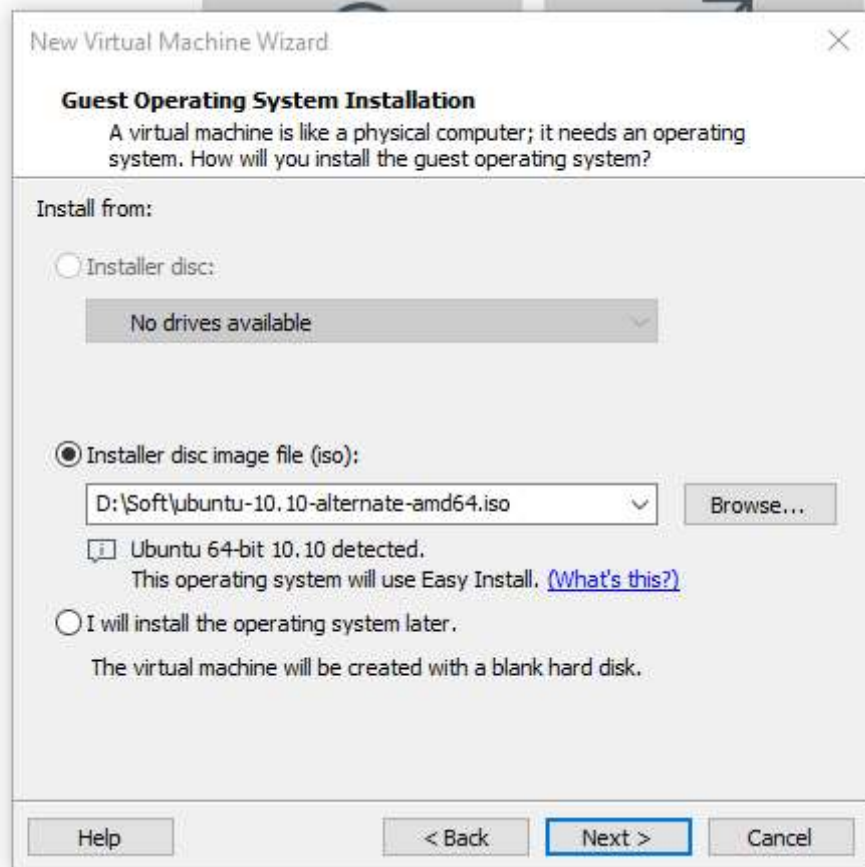 New Virtual Machine Wizard
Guest Operating System Installation
A virtual machine is like a physical computer; it needs an operating
system. How will you install the guest operating system?
Install from:
Installer disc:
No drives available
Installer disc image file (iso):
D:\Soft\ubuntu-10.10-alternate-amd64.iso
Browse...
Ubuntu 64-bit 10.10 detected.
This operating system will use Easy Install. (What's this?)
I will install the operating system later.
The virtual machine will be created with a blank hard disk.
Help
< Back
Next >
Cancel